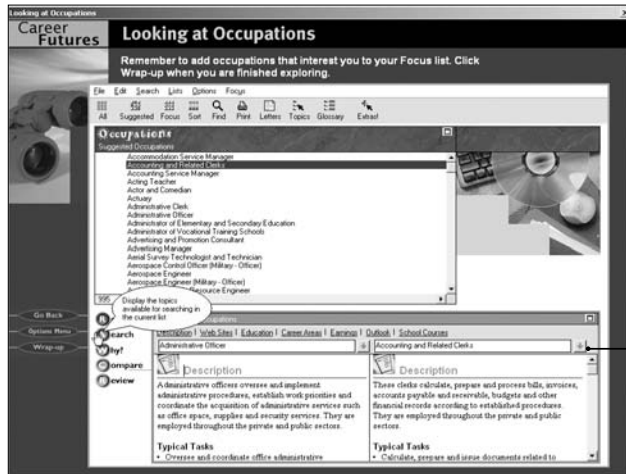 Looking at Occupations
Career
Futures
Looking at Occupations
Remember to add occupations that interest you to your Focus list. Click
Wrap-up when you are finished exploring.
File Edit Search Lists Options Focus
All Suggested Focus Sort Find Print Letters Topics Glossary Extras!
Occupations
Suggested Occupations
Accommodation Service Manager
Accounting and Related Clerks
Accounting Service Manager
Acting Teacher
Actor and Comedian
Actuary
Administrative Clerk
Administrative Officer
Administrator of Elementary and Secondary Education
Administrator of Vocational Training Schools
Advertising and Promotion Consultant
Advertising Manager
Aerial Survey Technologist and Technician
Aerospace Control Officer (Military - Officer)
Aerospace Engineer
Aerospace Engineer (Military - Officer)
Resource Engineer
995
Display the topics
available for searching in
the current list
Go Back
Options Menu
Wrap-up
Search
Why?
Compare
Review
Description | Web Sites | Education | Career Areas | Earnings | Outlook | School Courses
Administrative Officer
Description
Administrative officers oversee and implement
administrative procedures, establish work priorities and
coordinate the acquisition of administrative services such
as office space, supplies and security services. They are
employed throughout the private and public sectors.
Typical Tasks
• Oversee and coordinate office administrative
Accounting and Related Clerks
Description
These clerks calculate, prepare and process bills, invoices,
accounts payable and receivable, budgets and other
financial records according to established procedures.
They are employed throughout the private and public
sectors.
Typical Tasks
• Calculate, prepare and issue documents related to